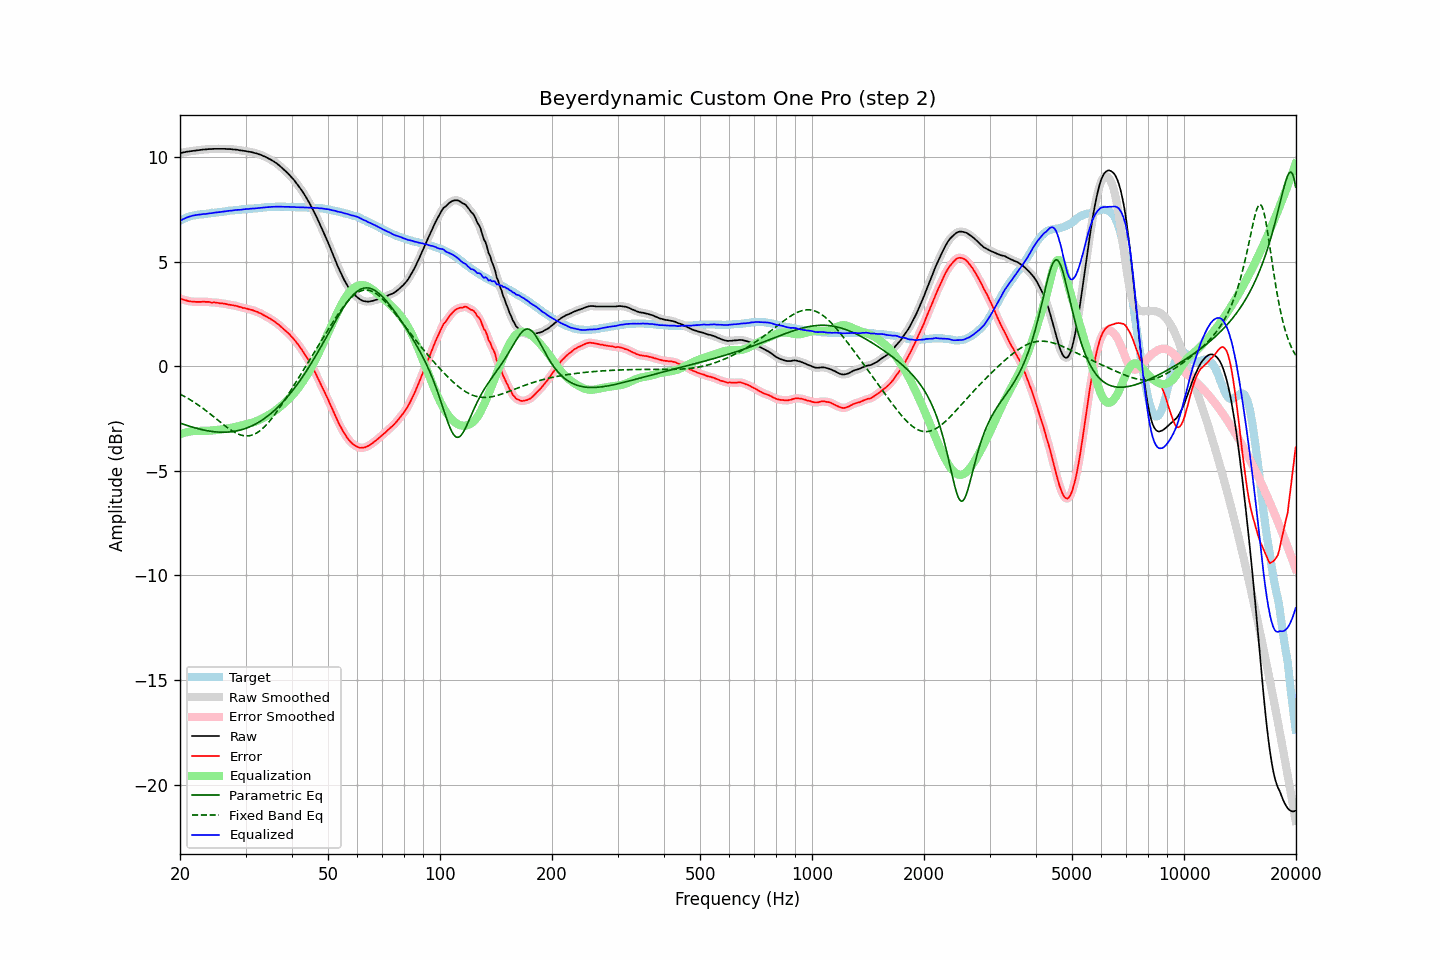 Beyerdynamic Custom One Pro (step 2)
Amplitude (dBr)
10
5
0
−5
−10
−15
−20
Target
Raw Smoothed
Error Smoothed
Raw
Error
Equalization
Parametric Eq
Fixed Band Eq
Equalized
20 50 100 200 500 1000 2000 5000 10000 20000
Frequency (Hz)